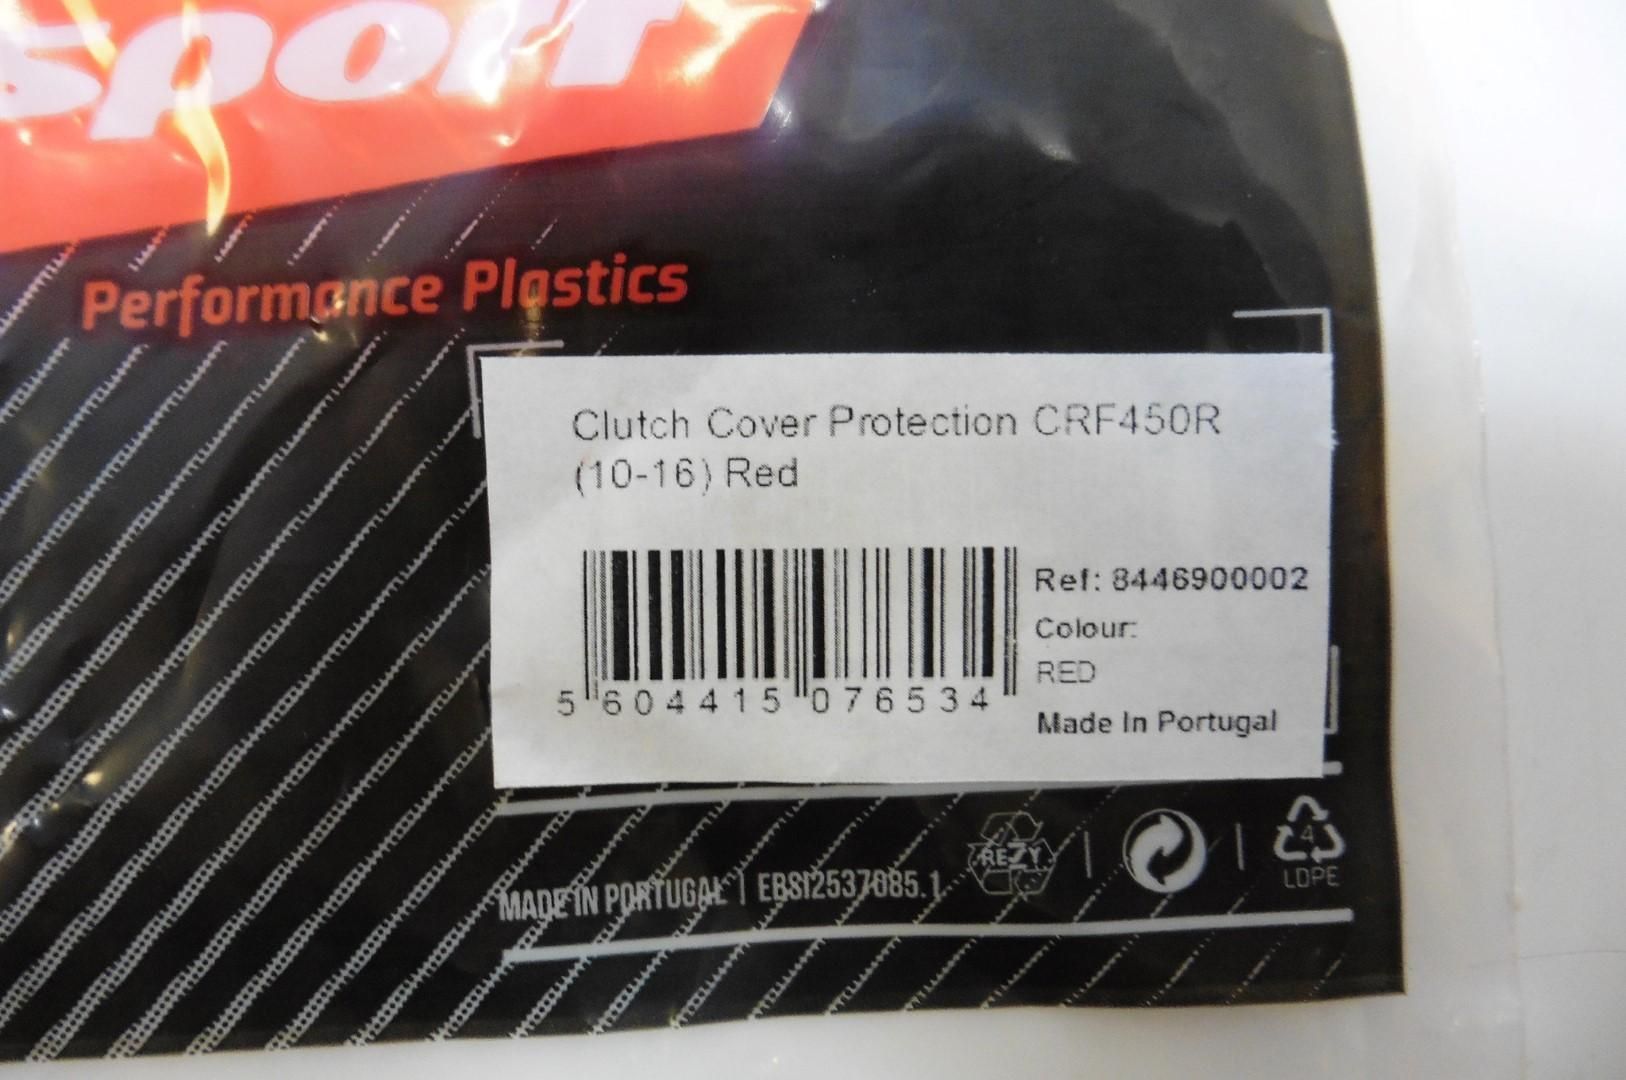 sport
Performance Plastics
Clutch Cover Protection CRF450R
(10-16) Red
Ref: 8446900002
Colour:
RED
5 604415 076534
Made In Portugal
MADE IN PORTUGAL | EBSI2537085.1
REZY
4
LDPE